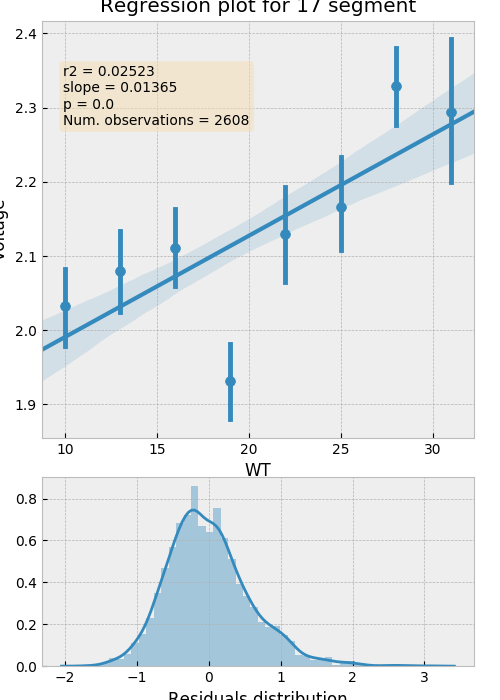 Regression plot for 17 segment
2.4
2.3
2.2
2.1
2.0
1.9
Voltage
r2 = 0.02523
slope = 0.01365
p = 0.0
Num. observations = 2608
10 15 20 25 30
WT
0.8
0.6
0.4
0.2
0.0
−2 −1 0 1 2 3
Residuals distribution